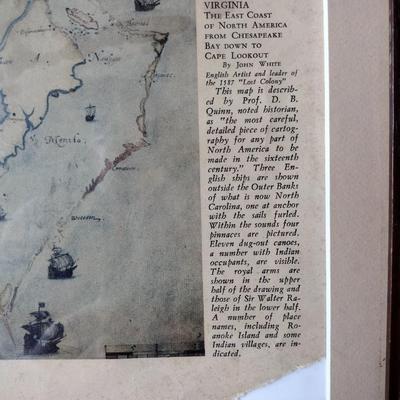 VIRGINIA
The East Coast
of North America
from Chesapeake
Bay down to
Cape Lookout
By John White
English Artist and leader of
the 1587 "Lost Colony"
This map is describ-
ed by Prof. D. B.
Quinn, noted historian,
as "the most careful,
detailed piece of cartog-
raphy for any part of
North America to be
made in the sixteenth
century." Three En-
glish ships are shown
outside the Outer Banks
of what is now North
Carolina, one at anchor
with the sails furled.
Within the sounds four
pinnaces are pictured.
Eleven dug-out canoes,
a number with Indian
occupants, are visible.
The royal arms are
shown in the upper
half of the drawing and
those of Sir Walter Ra-
leigh in the lower half.
A number of place
names, including Ro-
anoke Island and some
Indian villages, are in-
dicated.